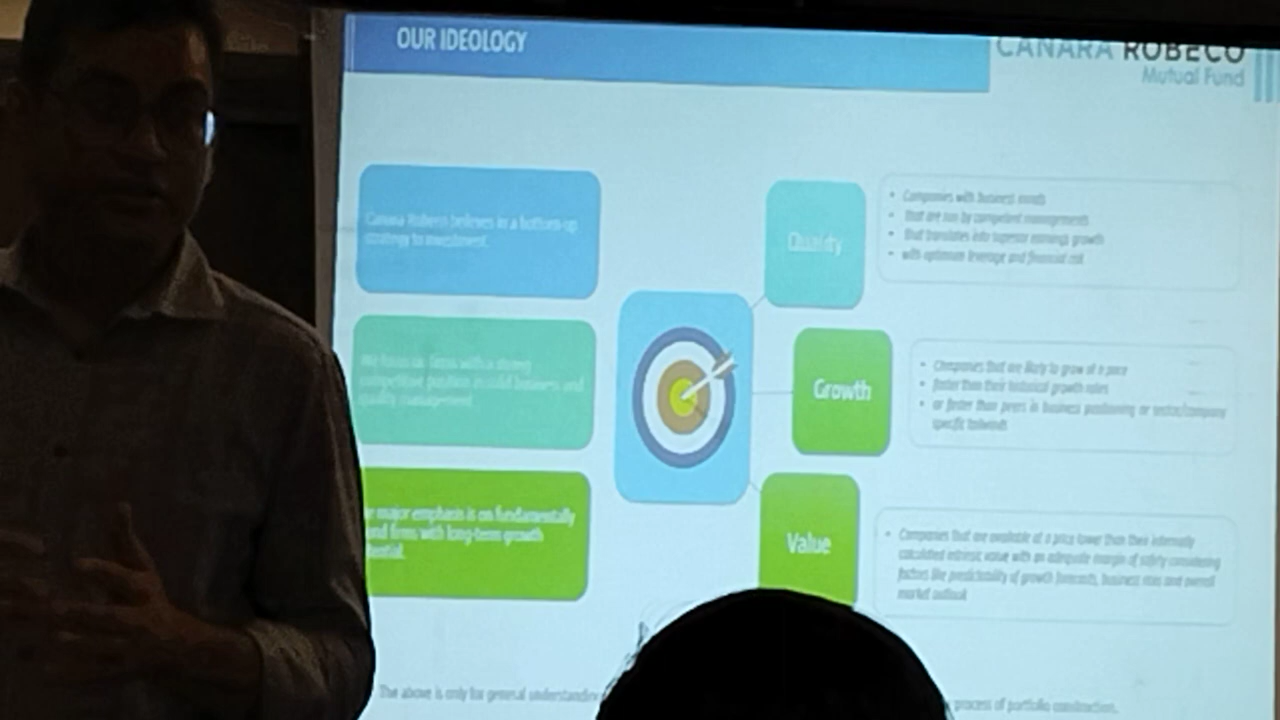 OUR IDEOLOGY
CANARA ROBECO
Mutual Fund
Canara Robeco believes in a bottom-up
strategy to investment.
firms with a strong
competitive position in solid business and
quality management.
major emphasis is on fundamentally
firms with long-term growth
Quality
• Companies with business moats
• that are run by competent managements
• that translates into superior earnings growth
• with optimum leverage and financial risk
Growth
• Companies that are likely to grow at a pace
• faster than their historical growth rates
• or faster than peers in business positioning or sector/company
specific tailwinds
Value
• Companies that are available at a price lower than their internally
calculated intrinsic value with an adequate margin of safety considering
factors like predictability of growth forecasts, business risks and overall
market outlook
The above is only for general understanding
process of portfolio construction.